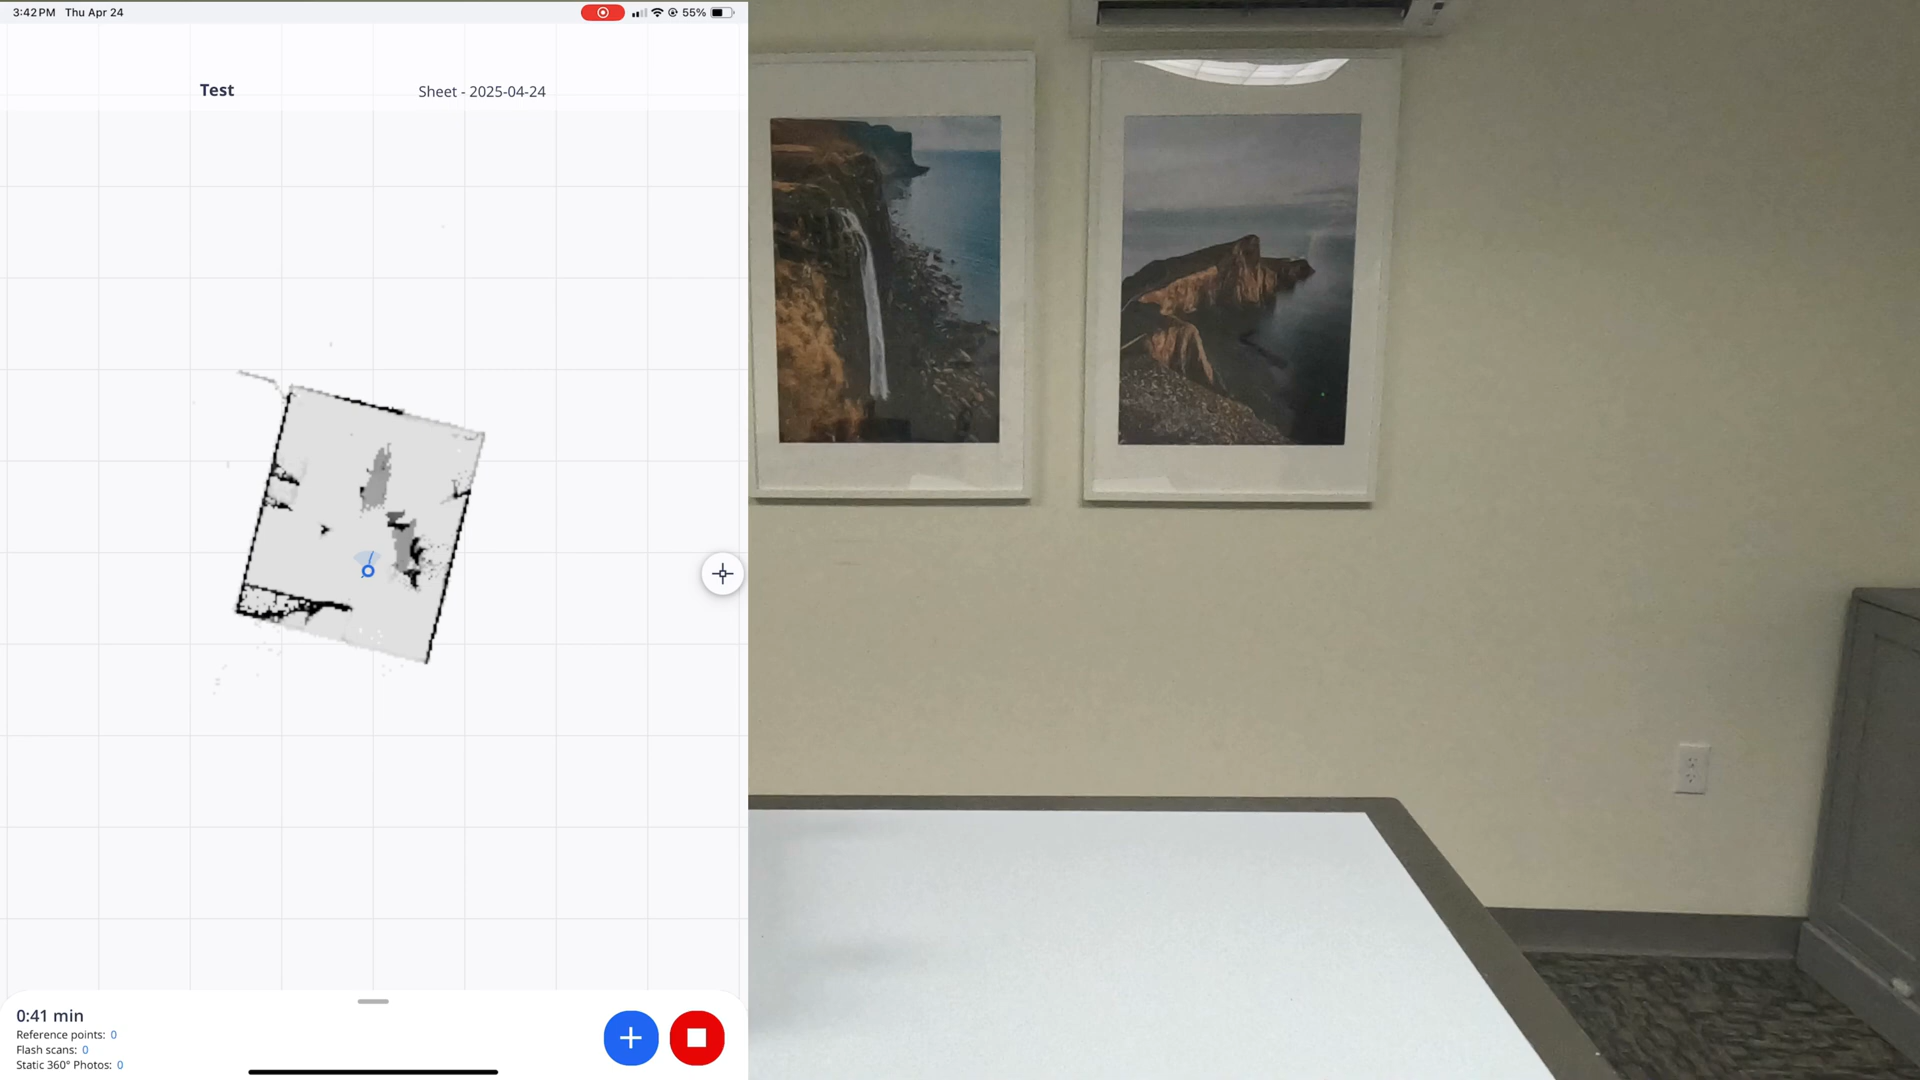 3:42 PM Thu Apr 24
55%
Test
Sheet - 2025-04-24
0:41 min
Reference points: 0
Flash scans: 0
Static 360° Photos: 0